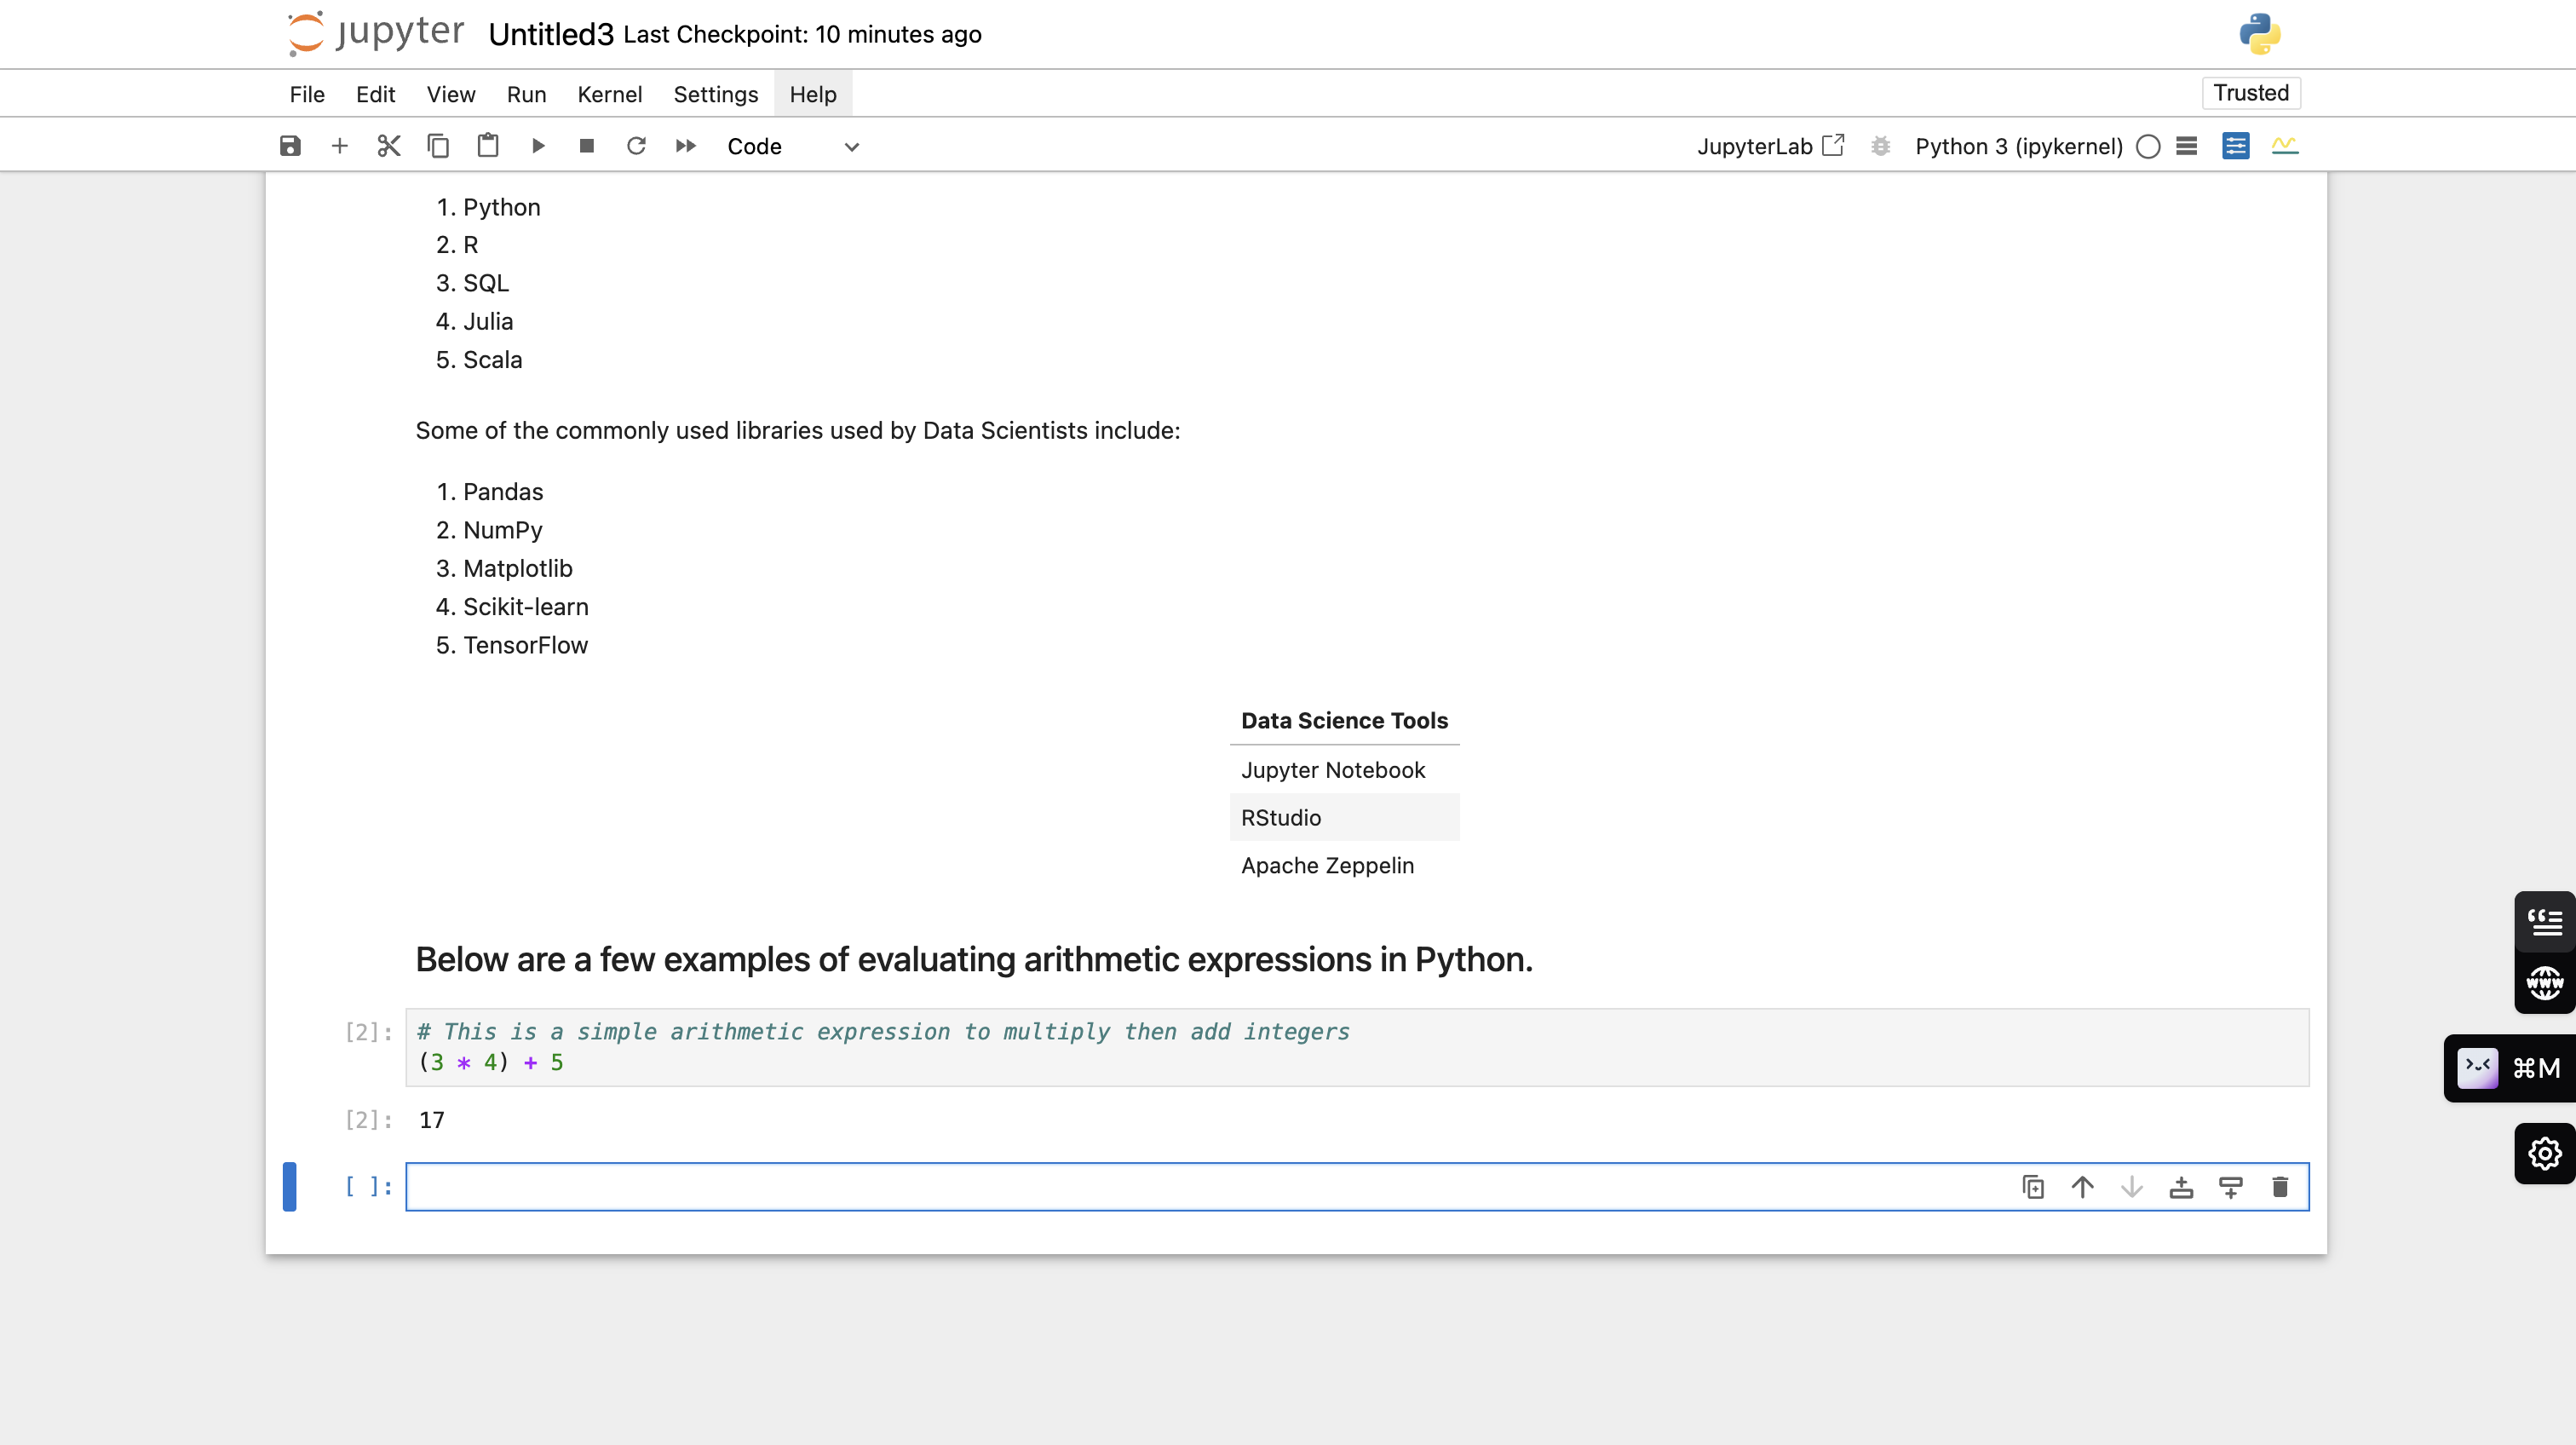 jupyter Untitled3 Last Checkpoint: 10 minutes ago
File Edit View Run Kernel Settings Help Trusted
Code JupyterLab Python 3 (ipykernel)
1. Python
2. R
3. SQL
4. Julia
5. Scala
Some of the commonly used libraries used by Data Scientists include:
1. Pandas
2. NumPy
3. Matplotlib
4. Scikit-learn
5. TensorFlow
Data Science Tools
Jupyter Notebook
RStudio
Apache Zeppelin
Below are a few examples of evaluating arithmetic expressions in Python.
[2]: # This is a simple arithmetic expression to multiply then add integers
(3 * 4) + 5
[2]: 17
[ ]:
www
⌘M